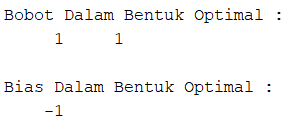 Bobot Dalam Bentuk Optimal :
1 1
Bias Dalam Bentuk Optimal :
-1